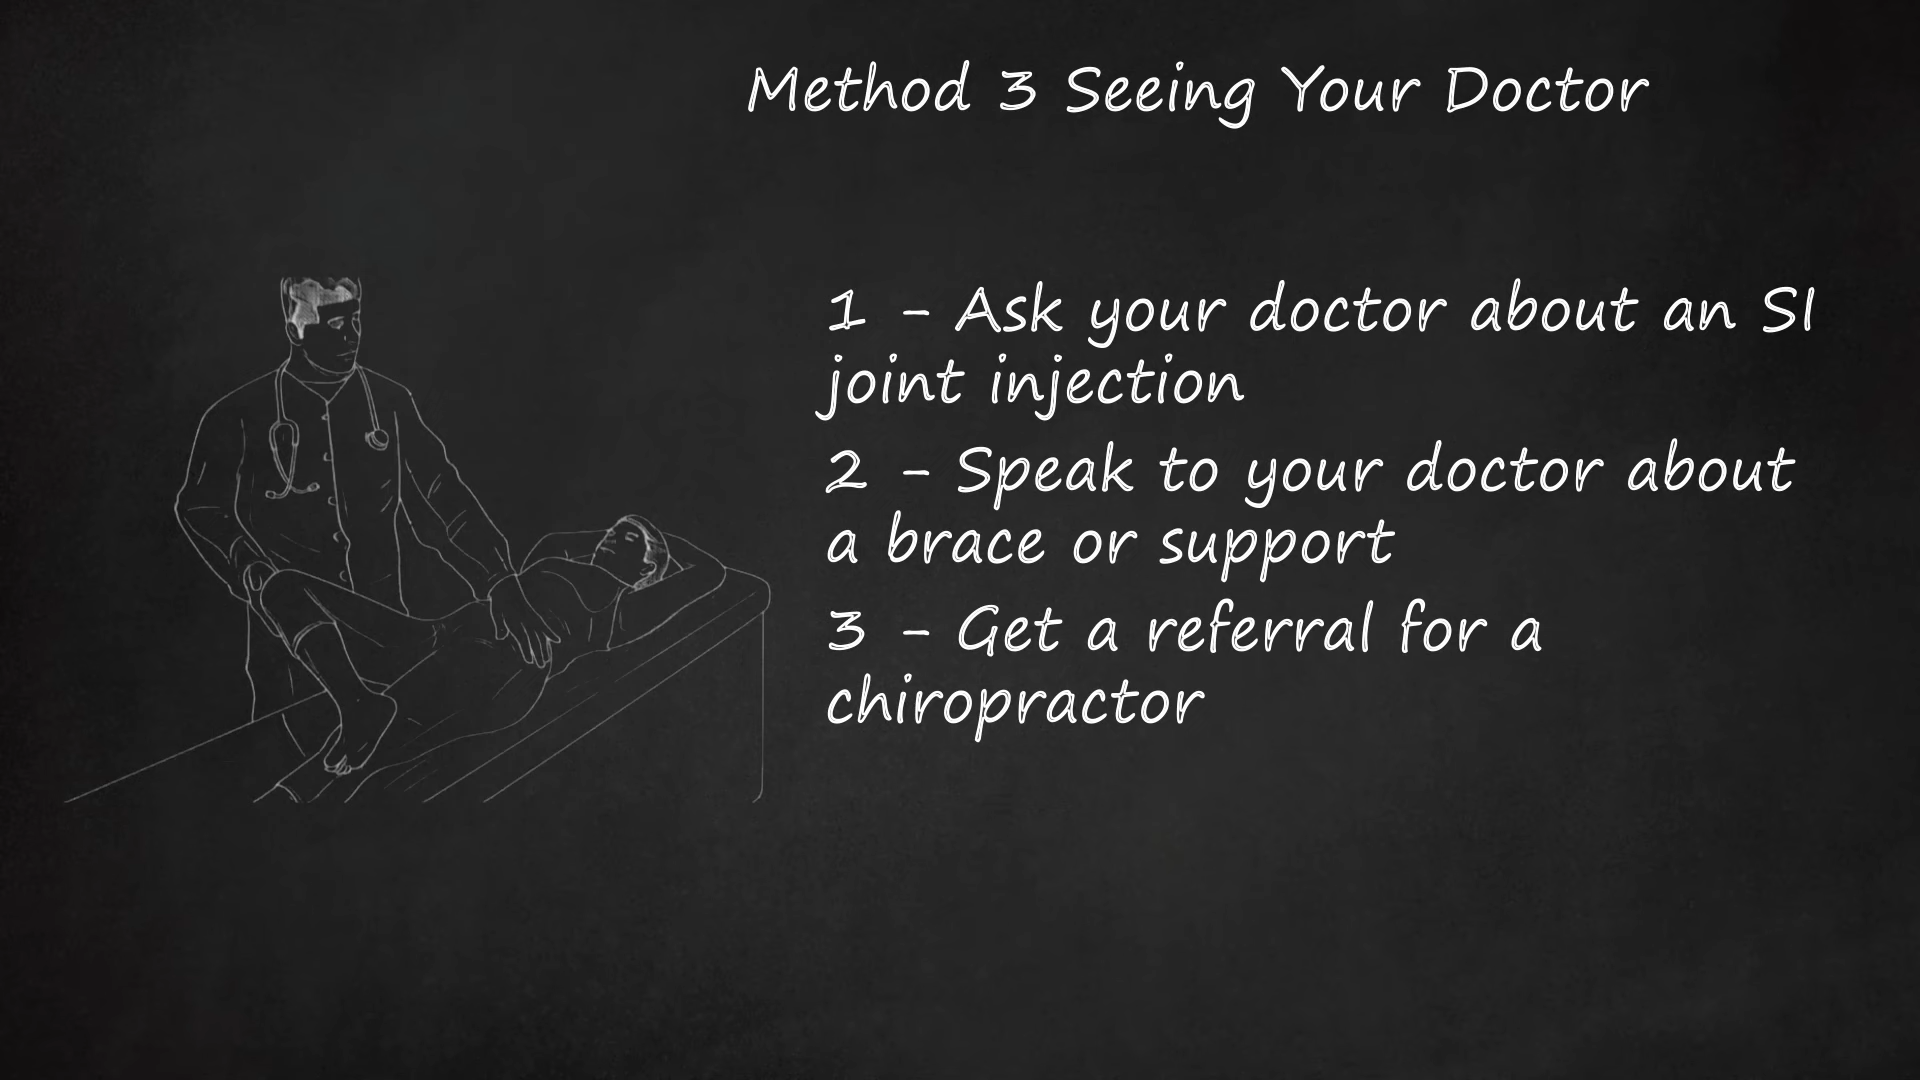 Method 3 Seeing Your Doctor
1 - Ask your doctor about an SI
joint injection
2 - Speak to your doctor about
a brace or support
3 - Get a referral for a
chiropractor